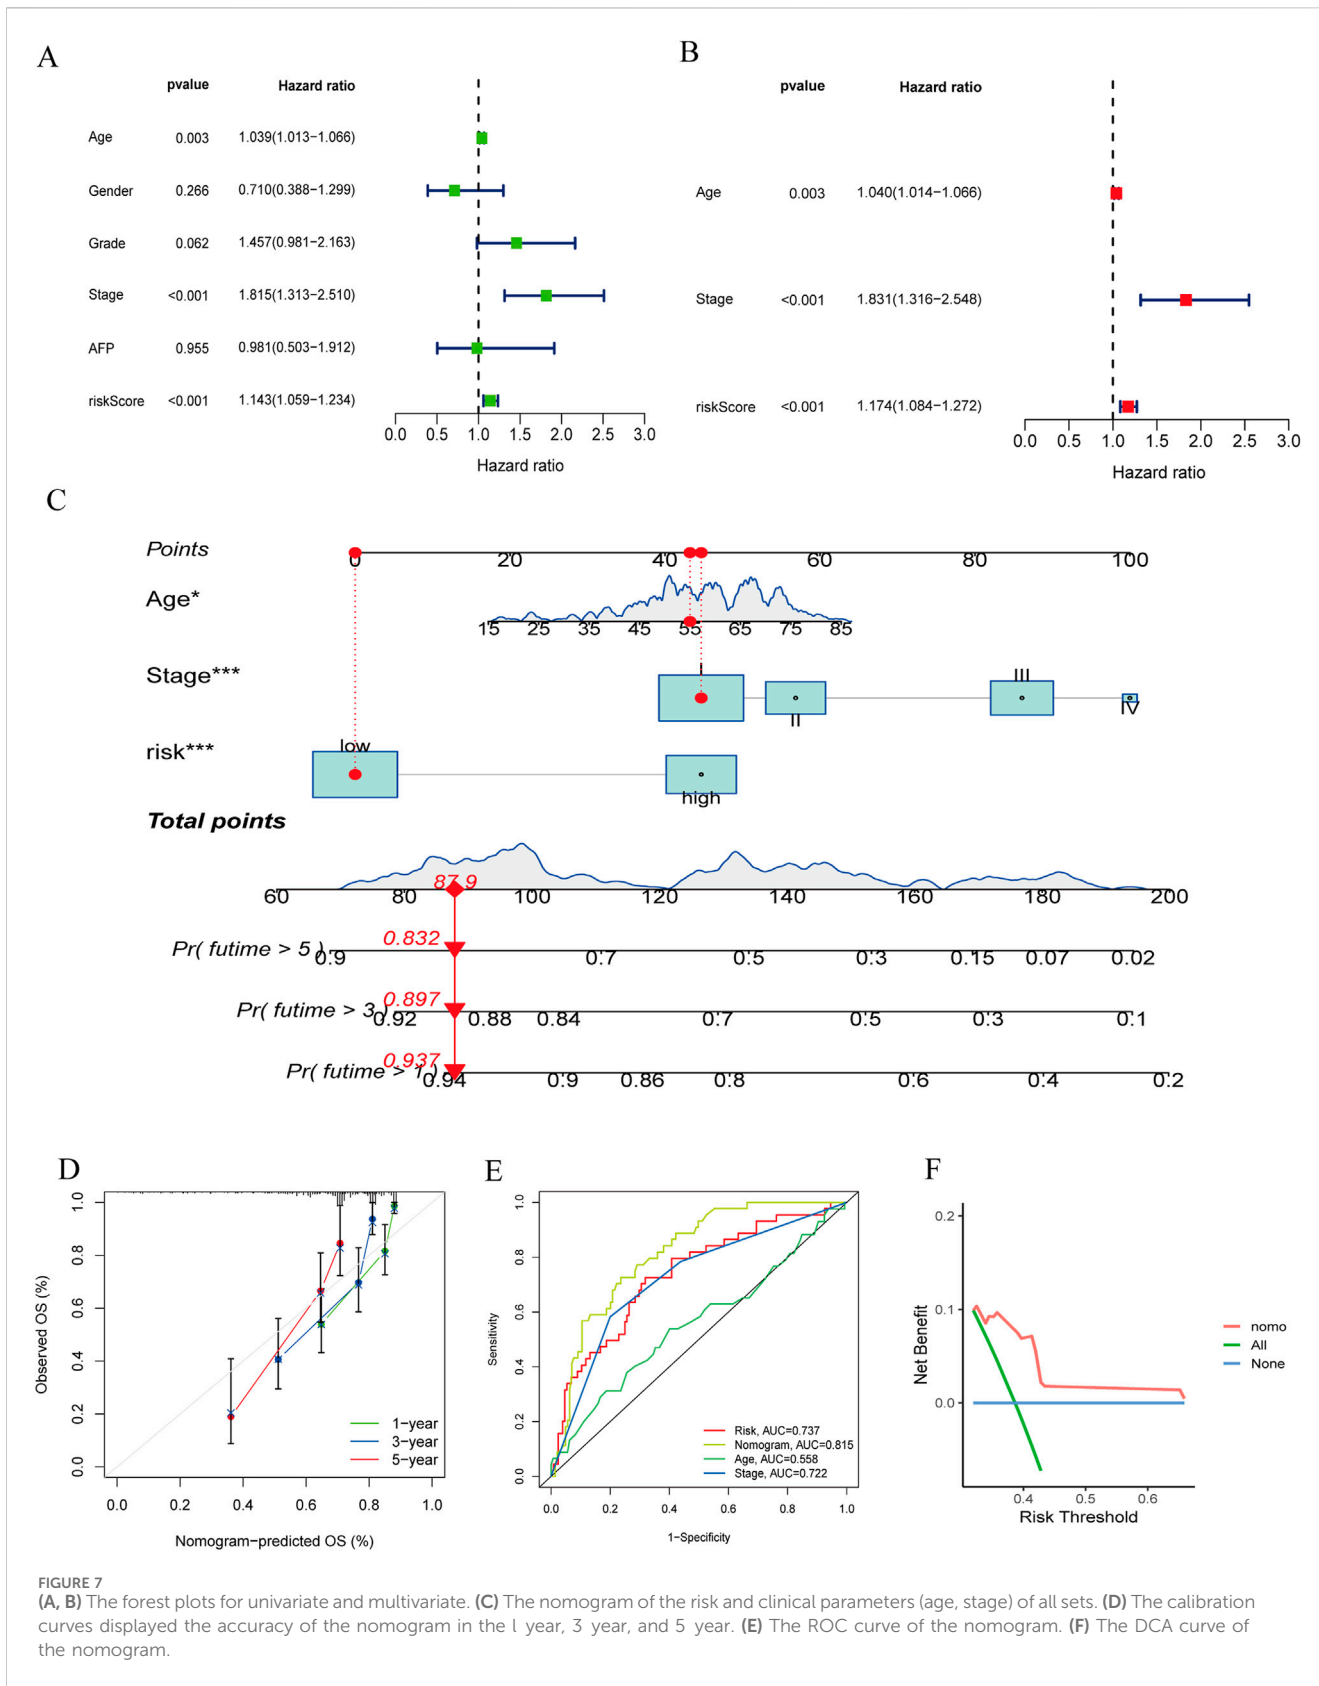 A
pvalue Hazard ratio
Age 0.003 1.039(1.013−1.066)
Gender 0.266 0.710(0.388−1.299)
Grade 0.062 1.457(0.981−2.163)
Stage <0.001 1.815(1.313−2.510)
AFP 0.955 0.981(0.503−1.912)
riskScore <0.001 1.143(1.059−1.234)
0.0 0.5 1.0 1.5 2.0 2.5 3.0
Hazard ratio
B
pvalue Hazard ratio
Age 0.003 1.040(1.014−1.066)
Stage <0.001 1.831(1.316−2.548)
riskScore <0.001 1.174(1.084−1.272)
0.0 0.5 1.0 1.5 2.0 2.5 3.0
Hazard ratio
C
Points
0 20 40 60 80 100
Age*
15 25 35 45 55 65 75 85
Stage***
I II III IV
risk***
low
high
Total points
87.9
60 80 100 120 140 160 180 200
0.832
Pr( futime > 5 )
0.9 0.7 0.5 0.3 0.15 0.07 0.02
0.897
Pr( futime > 3 )
0.92 0.88 0.84 0.7 0.5 0.3 0.1
0.937
Pr( futime > 1 )
0.94 0.9 0.86 0.8 0.6 0.4 0.2
D
Observed OS (%)
1.0
0.8
0.6
0.4
0.2
0.0
1−year
3−year
5−year
0.0 0.2 0.4 0.6 0.8 1.0
Nomogram−predicted OS (%)
E
Sensitivity
1.0
0.8
0.6
0.4
0.2
0.0
Risk, AUC=0.737
Nomogram, AUC=0.815
Age, AUC=0.558
Stage, AUC=0.722
0.0 0.2 0.4 0.6 0.8 1.0
1−Specificity
F
Net Benefit
0.2
0.1
0.0
nomo
All
None
0.4 0.5 0.6
Risk Threshold
FIGURE 7
(A, B) The forest plots for univariate and multivariate. (C) The nomogram of the risk and clinical parameters (age, stage) of all sets. (D) The calibration
curves displayed the accuracy of the nomogram in the l year, 3 year, and 5 year. (E) The ROC curve of the nomogram. (F) The DCA curve of
the nomogram.